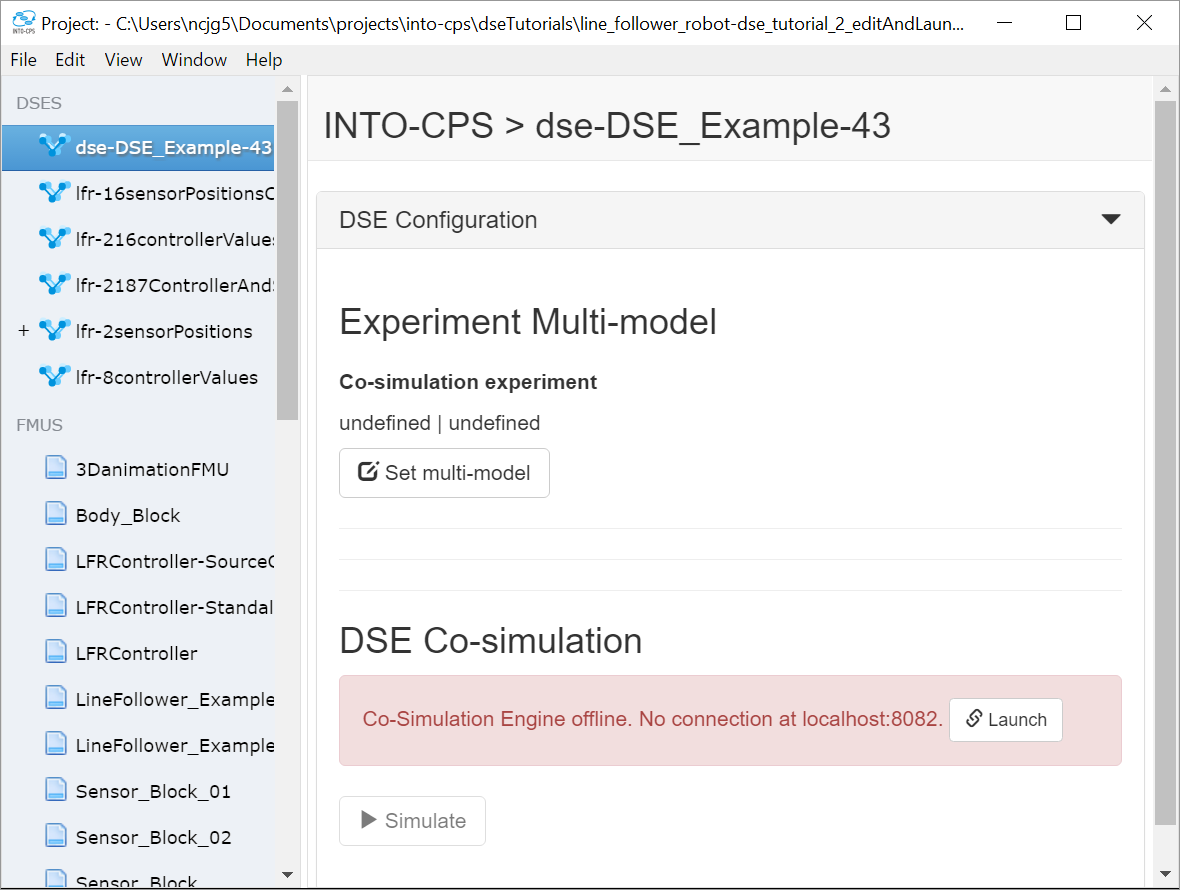 INTO-CPS
Project: - C:\Users\ncjg5\Documents\projects\into-cps\dseTutorials\line_follower_robot-dse_tutorial_2_editAndLaun...
File Edit View Window Help
DSES
dse-DSE_Example-43
lfr-16sensorPositionsC
lfr-216controllerValues
lfr-2187ControllerAnd
+ lfr-2sensorPositions
lfr-8controllerValues
FMUS
3DanimationFMU
Body_Block
LFRController-SourceC
LFRController-Standal
LFRController
LineFollower_Example
LineFollower_Example
Sensor_Block_01
Sensor_Block_02
Sensor_Block
INTO-CPS > dse-DSE_Example-43
DSE Configuration
Experiment Multi-model
Co-simulation experiment
undefined | undefined
Set multi-model
DSE Co-simulation
Co-Simulation Engine offline. No connection at localhost:8082. Launch
Simulate